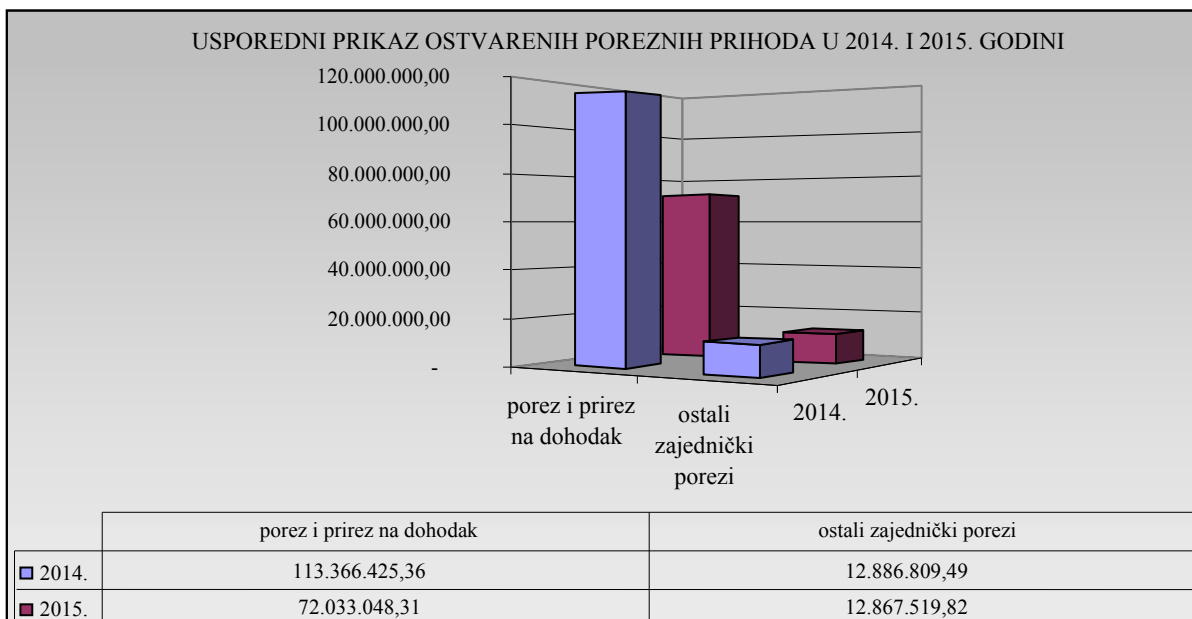 USPOREDNI PRIKAZ OSTVARENIH POREZNIH PRIHODA U 2014. I 2015. GODINI
120.000.000,00
100.000.000,00
80.000.000,00
60.000.000,00
40.000.000,00
20.000.000,00
-
porez i prirez
na dohodak
ostali
zajednički
porezi
2014.
2015.
porez i prirez na dohodak ostali zajednički porezi
2014. 113.366.425,36 12.886.809,49
2015. 72.033.048,31 12.867.519,82